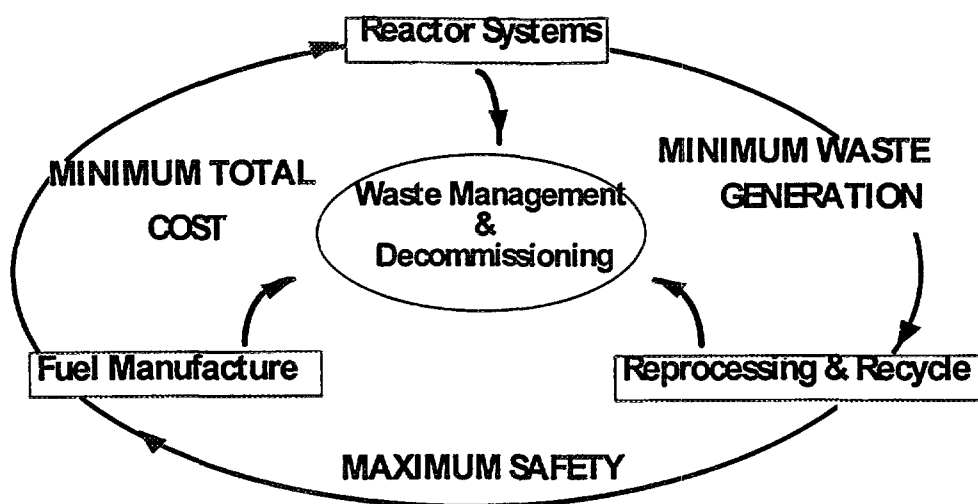 Reactor Systems
MINIMUM WASTE
GENERATION
MINIMUM TOTAL
COST
Waste Management
&
Decommissioning
Fuel Manufacture
Reprocessing & Recycle
MAXIMUM SAFETY